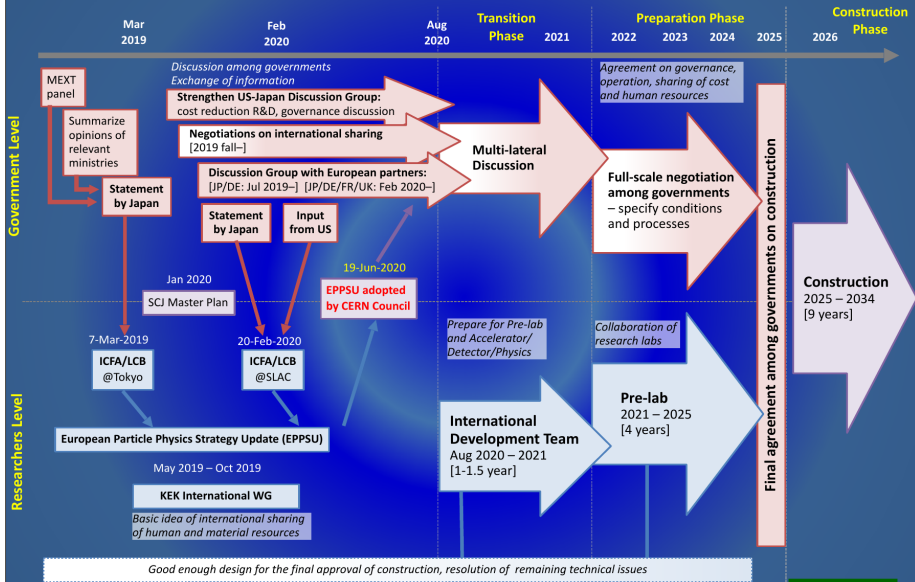 Mar
2019
Feb
2020
Aug
2020
Transition
Phase
2021
Preparation Phase
2022
2023
2024
2025
Construction
Phase
2026
Government Level
MEXT
panel
Summarize
opinions of
relevant
ministries
Statement
by Japan
Discussion among governments
Exchange of information
Strengthen US-Japan Discussion Group:
cost reduction R&D, governance discussion
Negotiations on international sharing
[2019 fall–]
Discussion Group with European partners:
[JP/DE: Jul 2019–] [JP/DE/FR/UK: Feb 2020–]
Statement
by Japan
Input
from US
Multi-lateral
Discussion
Agreement on governance,
operation, sharing of cost
and human resources
Full-scale negotiation
among governments
– specify conditions
and processes
Final agreement among governments on construction
Construction
2025 – 2034
[9 years]
19-Jun-2020
EPPSU adopted
by CERN Council
Jan 2020
SCJ Master Plan
Researchers Level
7-Mar-2019
ICFA/LCB
@Tokyo
20-Feb-2020
ICFA/LCB
@SLAC
European Particle Physics Strategy Update (EPPSU)
May 2019 – Oct 2019
KEK International WG
Basic idea of international sharing
of human and material resources
Prepare for Pre-lab
and Accelerator/
Detector/Physics
International
Development Team
Aug 2020 – 2021
[1-1.5 year]
Collaboration of
research labs
Pre-lab
2021 – 2025
[4 years]
Good enough design for the final approval of construction, resolution of remaining technical issues